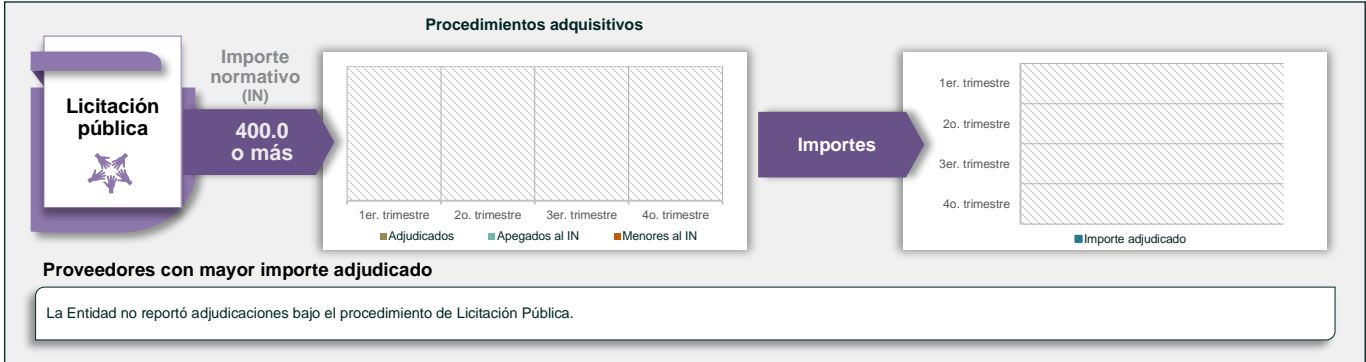 Procedimientos adquisitivos
Licitación
pública
Importe
normativo
(IN)
400.0
o más
1er. trimestre 2o. trimestre 3er. trimestre 4o. trimestre
Adjudicados Apegados al IN Menores al IN
Importes
1er. trimestre
2o. trimestre
3er. trimestre
4o. trimestre
Importe adjudicado
Proveedores con mayor importe adjudicado
La Entidad no reportó adjudicaciones bajo el procedimiento de Licitación Pública.